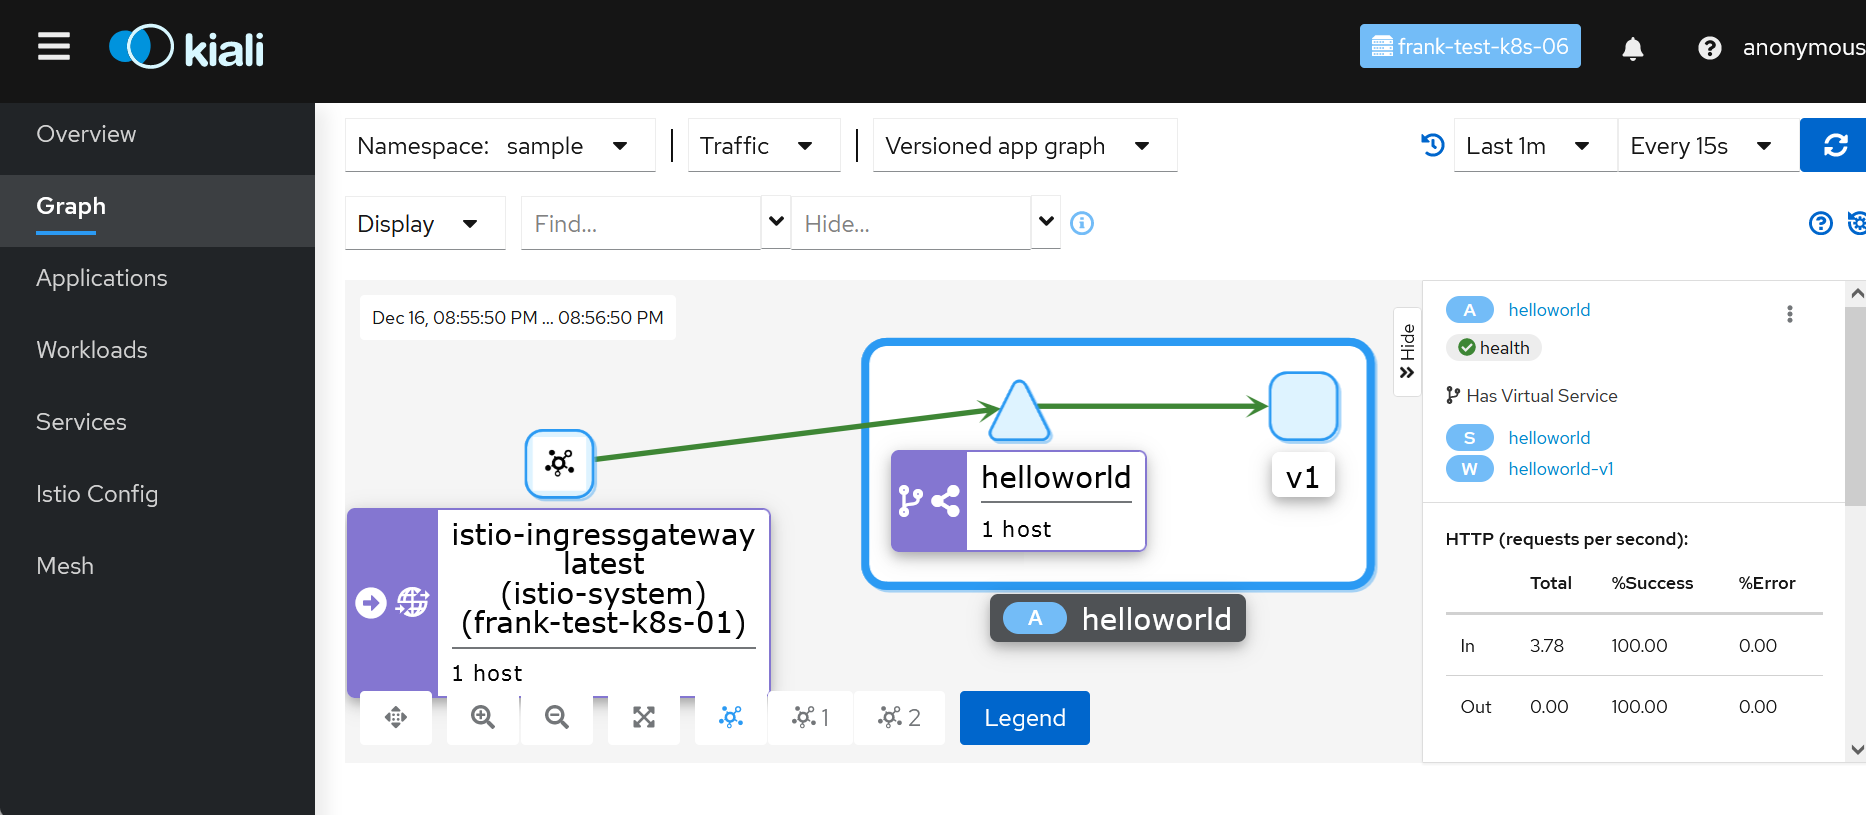 kiali
frank-test-k8s-06
anonymous
Overview
Graph
Applications
Workloads
Services
Istio Config
Mesh
Namespace: sample
Traffic
Versioned app graph
Last 1m
Every 15s
Display
Find...
Hide...
Dec 16, 08:55:50 PM ... 08:56:50 PM
istio-ingressgateway
latest
(istio-system)
(frank-test-k8s-01)
1 host
helloworld
1 host
v1
A helloworld
1
2
Legend
Hide
A helloworld
health
Has Virtual Service
S helloworld
W helloworld-v1
HTTP (requests per second):
Total %Success %Error
In 3.78 100.00 0.00
Out 0.00 100.00 0.00